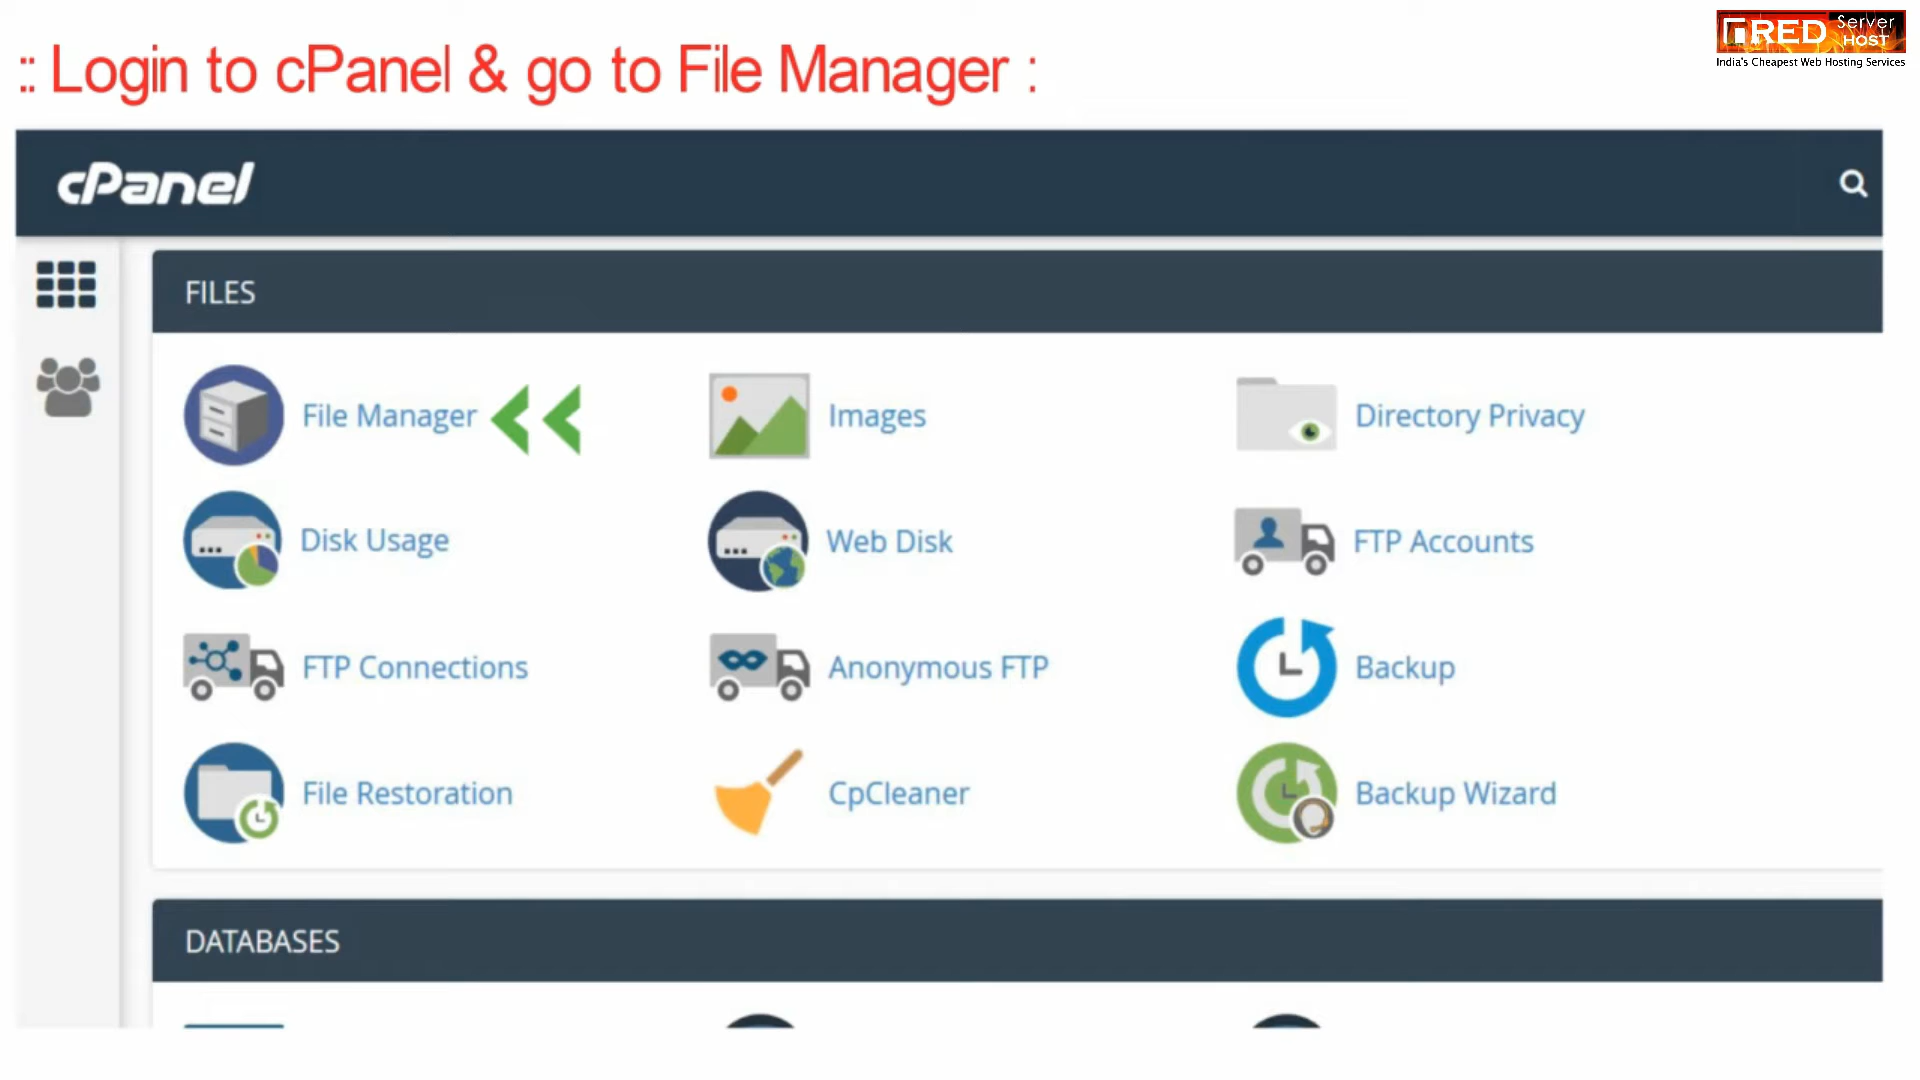 RED Server
HOST
India's Cheapest Web Hosting Services
:: Login to cPanel & go to File Manager :
cPanel
FILES
File Manager
Images
Directory Privacy
Disk Usage
Web Disk
FTP Accounts
FTP Connections
Anonymous FTP
Backup
File Restoration
CpCleaner
Backup Wizard
DATABASES